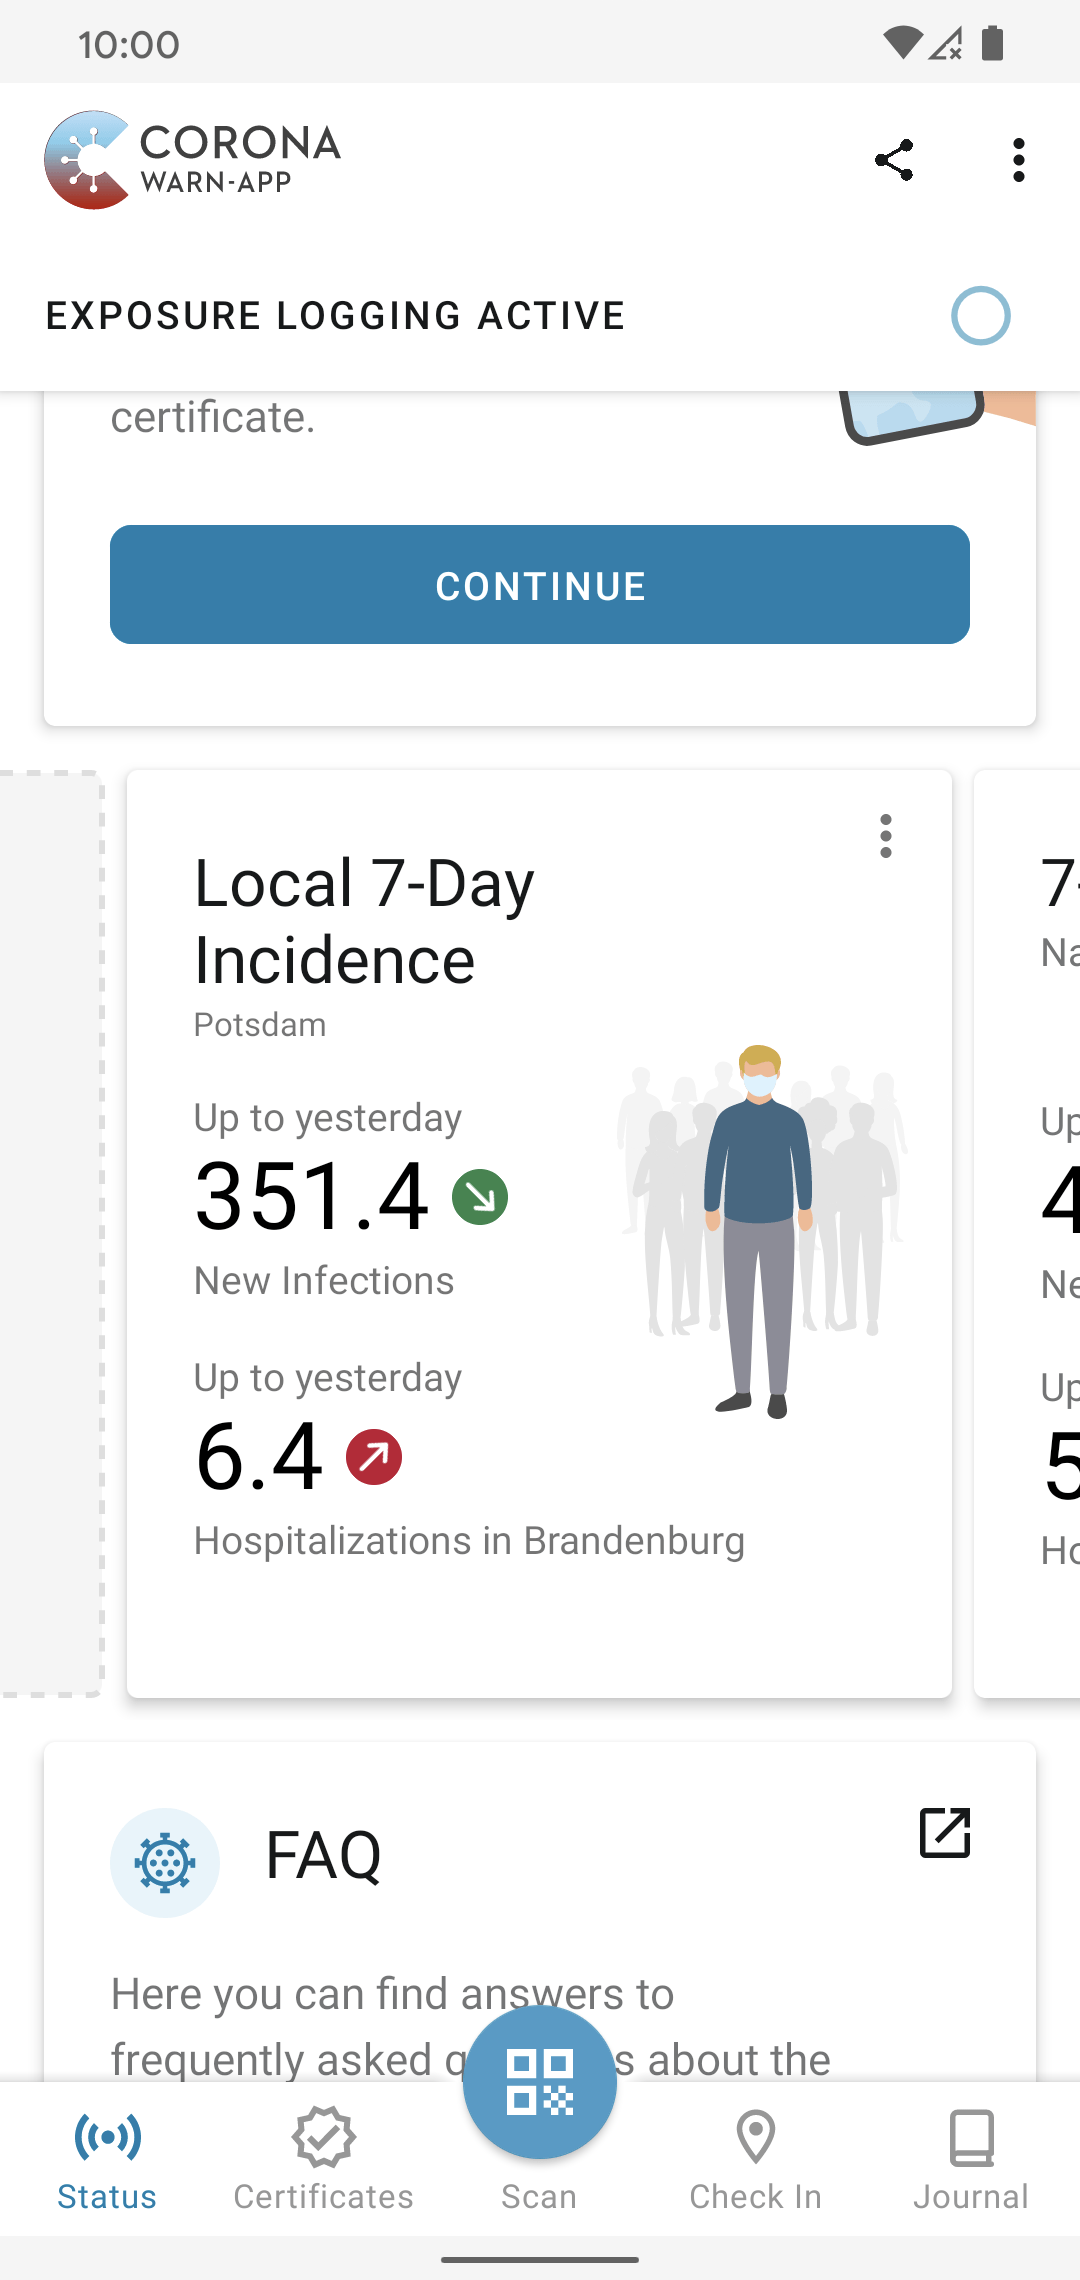 10:00
CORONA
WARN-APP
EXPOSURE LOGGING ACTIVE
certificate.
CONTINUE
Local 7-Day
Incidence
Potsdam
Up to yesterday
351.4
New Infections
Up to yesterday
6.4
Hospitalizations in Brandenburg
7-
Na
Up
4
Ne
Up
5
Ho
FAQ
Here you can find answers to
frequently asked q s about the
Status
Certificates
Scan
Check In
Journal